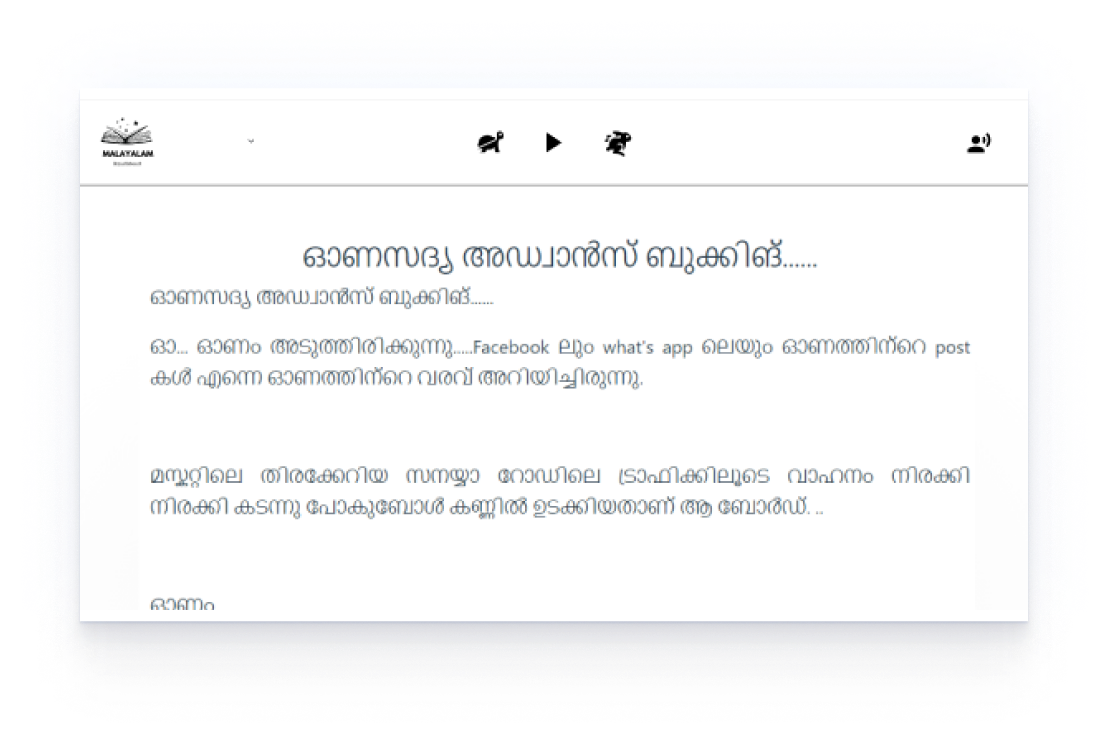 MALAYALAM
ഓണസദ്യ അഡ്വാൻസ് ബുക്കിങ്......
ഓണസദ്യ അഡ്വാൻസ് ബുക്കിങ്......
ഓ... ഓണം അടുത്തിരിക്കുന്നു.....Facebook ലും what's app ലെയും ഓണത്തിന്റെ post
കൾ എന്നെ ഓണത്തിന്റെ വരവ് അറിയിച്ചിരുന്നു.
മസ്കറ്റിലെ തിരക്കേറിയ സനയ്യാ റോഡിലെ ട്രാഫിക്കിലൂടെ വാഹനം നിരക്കി
നിരക്കി കടന്നു പോകുബോൾ കണ്ണിൽ ഉടക്കിയതാണ് ആ ബോർഡ്. ..
ഓണം